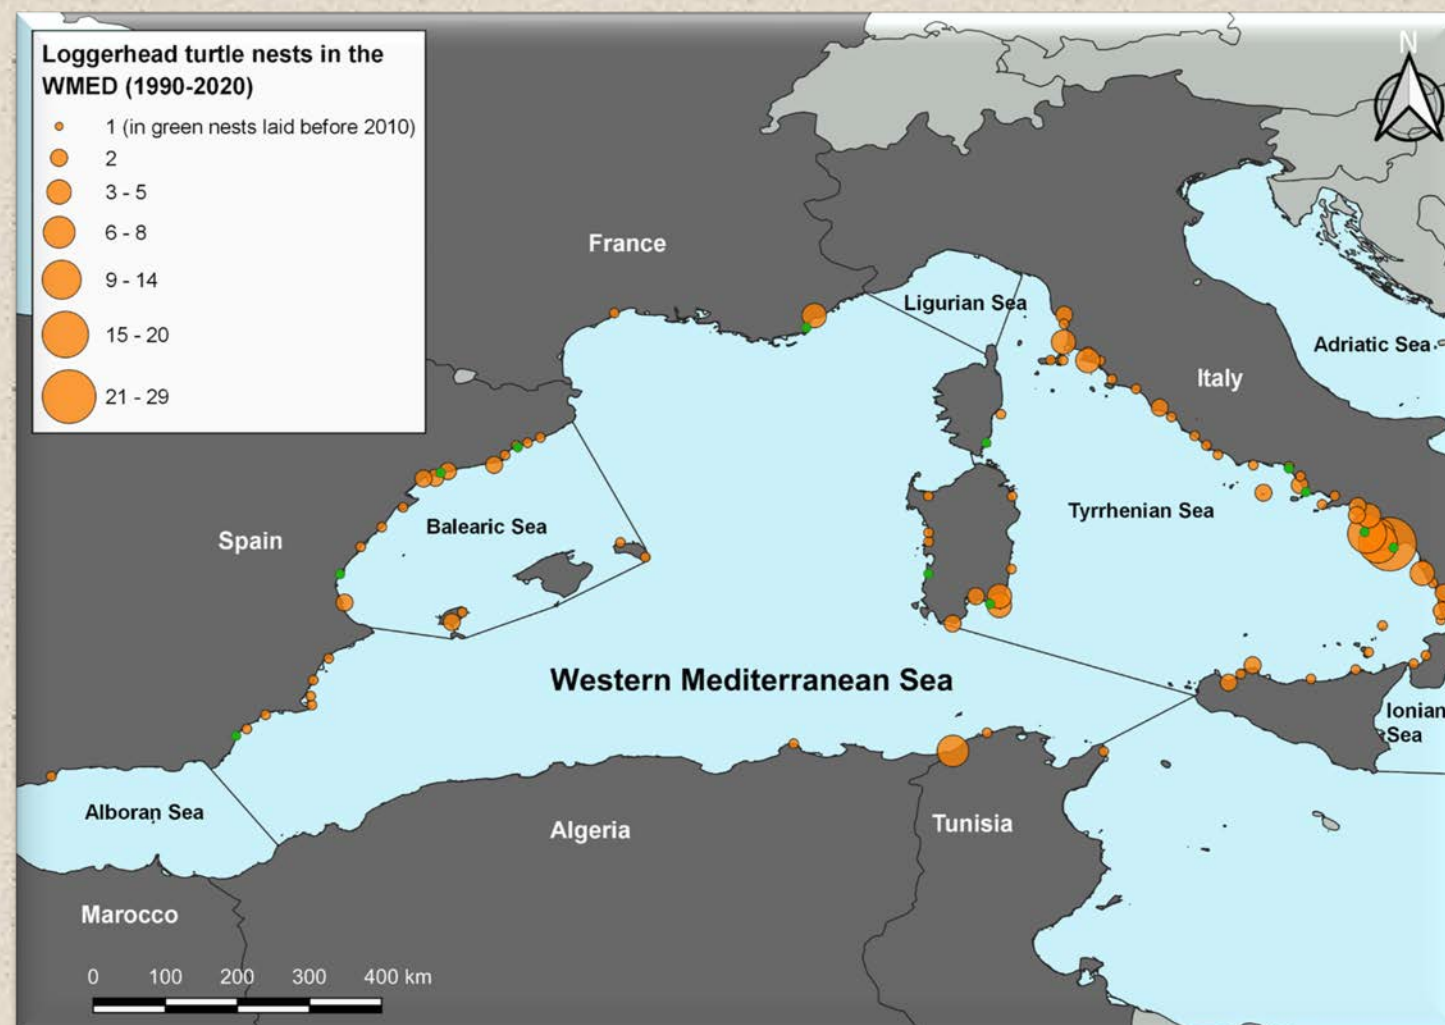 Loggerhead turtle nests in the
WMED (1990-2020)
1 (in green nests laid before 2010)
2
3 - 5
6 - 8
9 - 14
15 - 20
21 - 29
N
France
Ligurian Sea
Adriatic Sea
Italy
Spain
Balearic Sea
Tyrrhenian Sea
Western Mediterranean Sea
Ionian
Sea
Alboran Sea
Algeria
Tunisia
Marocco
0 100 200 300 400 km